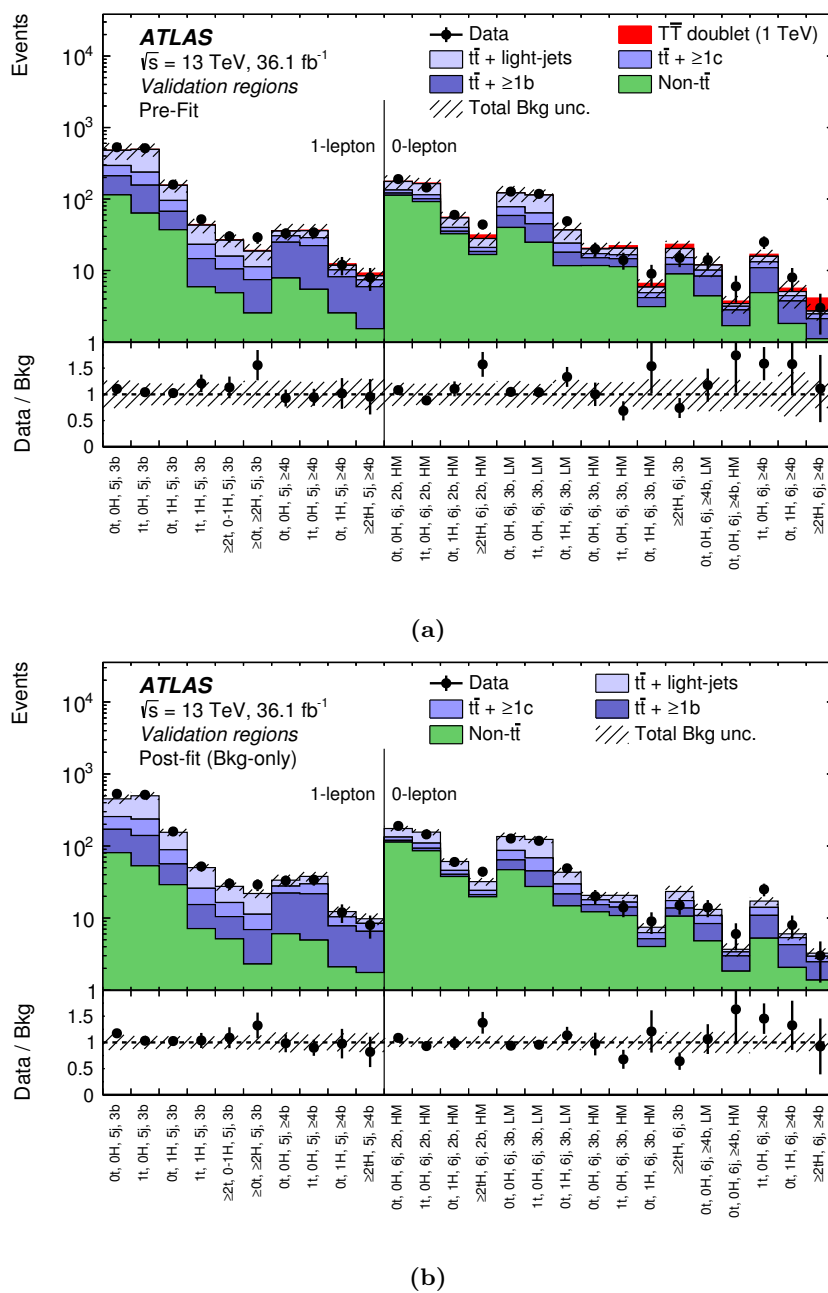 Events
10⁴
10³
10²
10
1
ATLAS
√s = 13 TeV, 36.1 fb⁻¹
Validation regions
Pre-Fit
Data
TT̅ doublet (1 TeV)
tt̅ + light-jets
tt̅ + ≥1c
tt̅ + ≥1b
Non-tt̅
Total Bkg unc.
1-lepton
0-lepton
Data / Bkg
1.5
1
0.5
0
0t, 0H, 5j, 3b
1t, 0H, 5j, 3b
0t, 1H, 5j, 3b
1t, 1H, 5j, 3b
≥2t, 0-1H, 5j, 3b
≥0t, ≥2H, 5j, 3b
0t, 0H, 5j, ≥4b
1t, 0H, 5j, ≥4b
0t, 1H, 5j, ≥4b
≥2tH, 5j, ≥4b
0t, 0H, 6j, 2b, HM
1t, 0H, 6j, 2b, HM
0t, 1H, 6j, 2b, HM
≥2tH, 6j, 2b, HM
0t, 0H, 6j, 3b, LM
1t, 0H, 6j, 3b, LM
0t, 1H, 6j, 3b, LM
0t, 0H, 6j, 3b, HM
1t, 0H, 6j, 3b, HM
0t, 1H, 6j, 3b, HM
≥2tH, 6j, 3b
0t, 0H, 6j, ≥4b, LM
0t, 0H, 6j, ≥4b, HM
1t, 0H, 6j, ≥4b
0t, 1H, 6j, ≥4b
≥2tH, 6j, ≥4b
(a)
Events
10⁴
10³
10²
10
1
ATLAS
√s = 13 TeV, 36.1 fb⁻¹
Validation regions
Post-fit (Bkg-only)
Data
tt̅ + light-jets
tt̅ + ≥1c
tt̅ + ≥1b
Non-tt̅
Total Bkg unc.
1-lepton
0-lepton
Data / Bkg
1.5
1
0.5
0
0t, 0H, 5j, 3b
1t, 0H, 5j, 3b
0t, 1H, 5j, 3b
1t, 1H, 5j, 3b
≥2t, 0-1H, 5j, 3b
≥0t, ≥2H, 5j, 3b
0t, 0H, 5j, ≥4b
1t, 0H, 5j, ≥4b
0t, 1H, 5j, ≥4b
≥2tH, 5j, ≥4b
0t, 0H, 6j, 2b, HM
1t, 0H, 6j, 2b, HM
0t, 1H, 6j, 2b, HM
≥2tH, 6j, 2b, HM
0t, 0H, 6j, 3b, LM
1t, 0H, 6j, 3b, LM
0t, 1H, 6j, 3b, LM
0t, 0H, 6j, 3b, HM
1t, 0H, 6j, 3b, HM
0t, 1H, 6j, 3b, HM
≥2tH, 6j, 3b
0t, 0H, 6j, ≥4b, LM
0t, 0H, 6j, ≥4b, HM
1t, 0H, 6j, ≥4b
0t, 1H, 6j, ≥4b
≥2tH, 6j, ≥4b
(b)